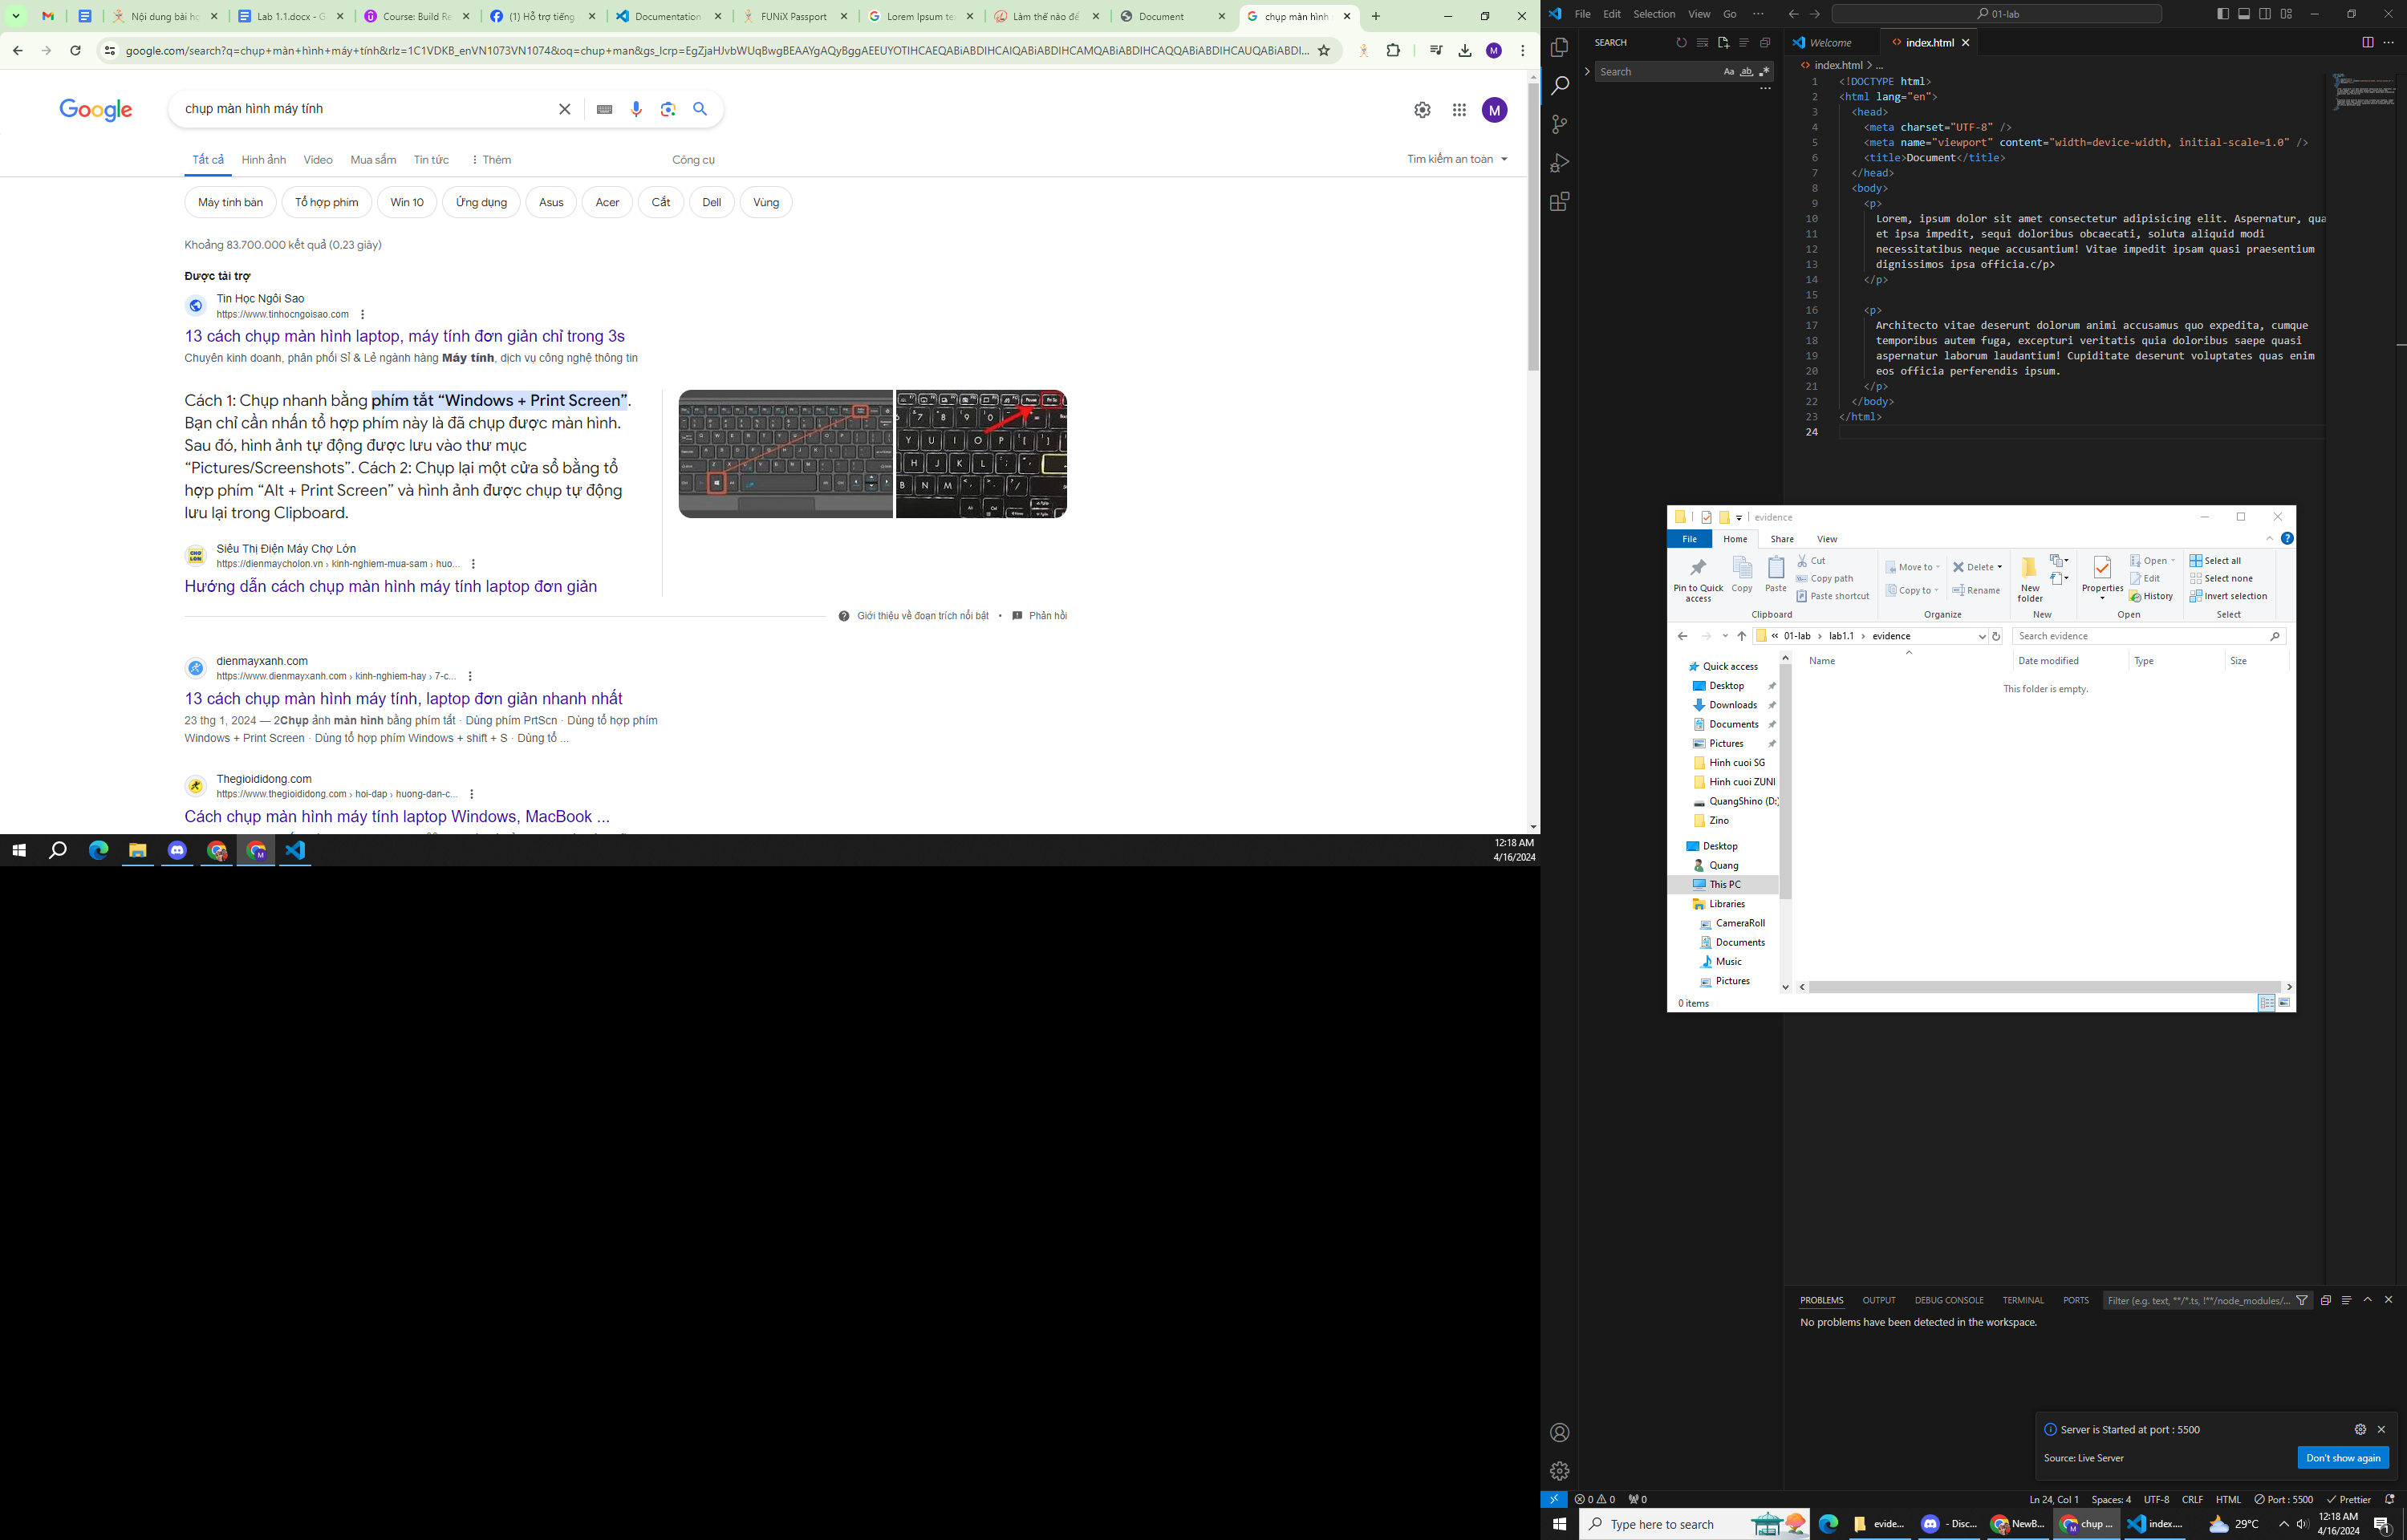 Nội dung bài họ
Lab 1.1.docx - G
Course: Build Re
(1) Hỗ trợ tiếng
Documentation
FUNiX Passport
Lorem Ipsum te
Làm thế nào để
Document
chụp màn hình
google.com/search?q=chụp+màn+hình+máy+tính&rlz=1C1VDKB_enVN1073VN1074&oq=chup+man&gs_lcrp=EgZjaHJvbWUqBwgBEAAYgAQyBggAEEUYOTIHCAEQABiABDIHCAIQABiABDIHCAMQABiABDIHCAQQABiABDIHCAUQABiABDI...
M
Google
chụp màn hình máy tính
M
Tất cả
Hình ảnh
Video
Mua sắm
Tin tức
Thêm
Công cụ
Tìm kiếm an toàn
Máy tính bàn
Tổ hợp phím
Win 10
Ứng dụng
Asus
Acer
Cắt
Dell
Vùng
Khoảng 83.700.000 kết quả (0,23 giây)
Được tài trợ
Tin Học Ngôi Sao
https://www.tinhocngoisao.com
13 cách chụp màn hình laptop, máy tính đơn giản chỉ trong 3s
Chuyên kinh doanh, phân phối Sỉ & Lẻ ngành hàng Máy tính, dịch vụ công nghệ thông tin
Cách 1: Chụp nhanh bằng phím tắt “Windows + Print Screen”.
Bạn chỉ cần nhấn tổ hợp phím này là đã chụp được màn hình.
Sau đó, hình ảnh tự động được lưu vào thư mục
“Pictures/Screenshots”. Cách 2: Chụp lại một cửa sổ bằng tổ
hợp phím “Alt + Print Screen” và hình ảnh được chụp tự động
lưu lại trong Clipboard.
Siêu Thị Điện Máy Chợ Lớn
https://dienmaycholon.vn › kinh-nghiem-mua-sam › huo...
Hướng dẫn cách chụp màn hình máy tính laptop đơn giản
Giới thiệu về đoạn trích nổi bật
•
Phản hồi
dienmayxanh.com
https://www.dienmayxanh.com › kinh-nghiem-hay › 7-c...
13 cách chụp màn hình máy tính, laptop đơn giản nhanh nhất
23 thg 1, 2024 — 2Chụp ảnh màn hình bằng phím tắt · Dùng phím PrtScn · Dùng tổ hợp phím
Windows + Print Screen · Dùng tổ hợp phím Windows + shift + S · Dùng tổ ...
Thegioididong.com
https://www.thegioididong.com › hoi-dap › huong-dan-c...
Cách chụp màn hình máy tính laptop Windows, MacBook ...
12:18 AM
4/16/2024
File
Edit
Selection
View
Go
01-lab
SEARCH
Search
Welcome
index.html
index.html > ...
1 <!DOCTYPE html>
2 <html lang="en">
3 <head>
4 <meta charset="UTF-8" />
5 <meta name="viewport" content="width=device-width, initial-scale=1.0" />
6 <title>Document</title>
7 </head>
8 <body>
9 <p>
10 Lorem, ipsum dolor sit amet consectetur adipisicing elit. Aspernatur, qua
11 et ipsa impedit, sequi doloribus obcaecati, soluta aliquid modi
12 necessitatibus neque accusantium! Vitae impedit ipsam quasi praesentium
13 dignissimos ipsa officia.c/p>
14 </p>
15
16 <p>
17 Architecto vitae deserunt dolorum animi accusamus quo expedita, cumque
18 temporibus autem fuga, excepturi veritatis quia doloribus saepe quasi
19 aspernatur laborum laudantium! Cupiditate deserunt voluptates quas enim
20 eos officia perferendis ipsum.
21 </p>
22 </body>
23 </html>
24
evidence
File
Home
Share
View
Pin to Quick access
Copy
Paste
Cut
Copy path
Paste shortcut
Clipboard
Move to
Copy to
Delete
Rename
Organize
New folder
New
Properties
Open
Edit
History
Open
Select all
Select none
Invert selection
Select
« 01-lab › lab1.1 › evidence
Search evidence
Name
Date modified
Type
Size
This folder is empty.
Quick access
Desktop
Downloads
Documents
Pictures
Hinh cuoi SG
Hinh cuoi ZUNI
QuangShino (D:)
Zino
Desktop
Quang
This PC
Libraries
CameraRoll
Documents
Music
Pictures
0 items
PROBLEMS
OUTPUT
DEBUG CONSOLE
TERMINAL
PORTS
Filter (e.g. text, **/*.ts, !**/node_modules/...
No problems have been detected in the workspace.
Server is Started at port : 5500
Source: Live Server
Don't show again
0
0
0
Ln 24, Col 1
Spaces: 4
UTF-8
CRLF
HTML
Port : 5500
Prettier
Type here to search
evide...
- Disc...
NewB...
chụp ...
index....
29°C
12:18 AM
4/16/2024